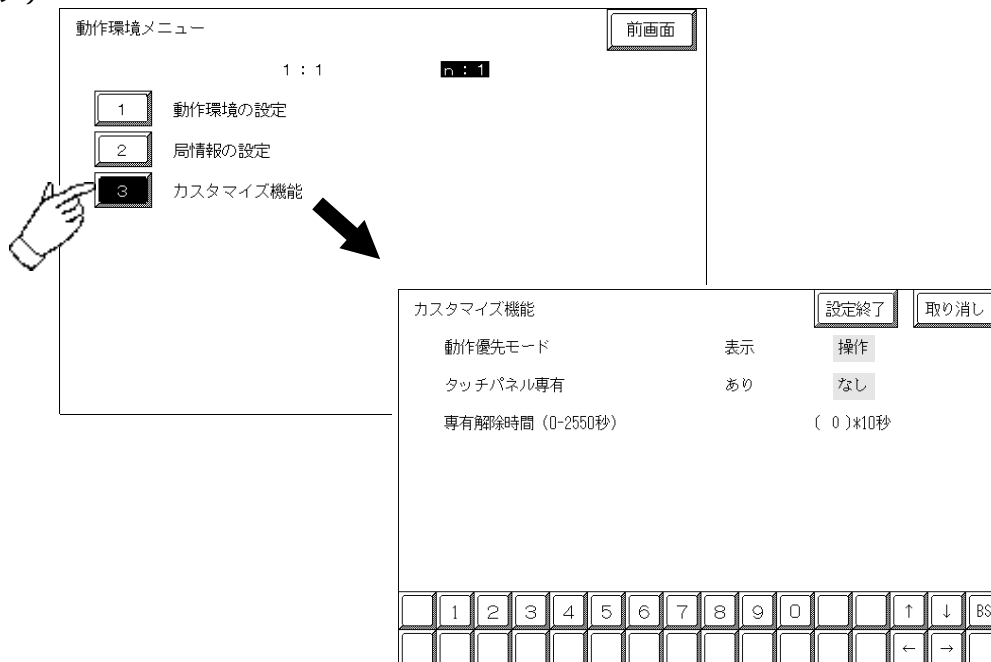 動作環境メニュー 前画面
1:1 n:1
1 動作環境の設定
2 局情報の設定
3 カスタマイズ機能
カスタマイズ機能 設定終了 取り消し
動作優先モード 表示 操作
タッチパネル専有 あり なし
専有解除時間(0-2550秒) ( 0)*10秒
1 2 3 4 5 6 7 8 9 0 ↑ ↓ BS
← →